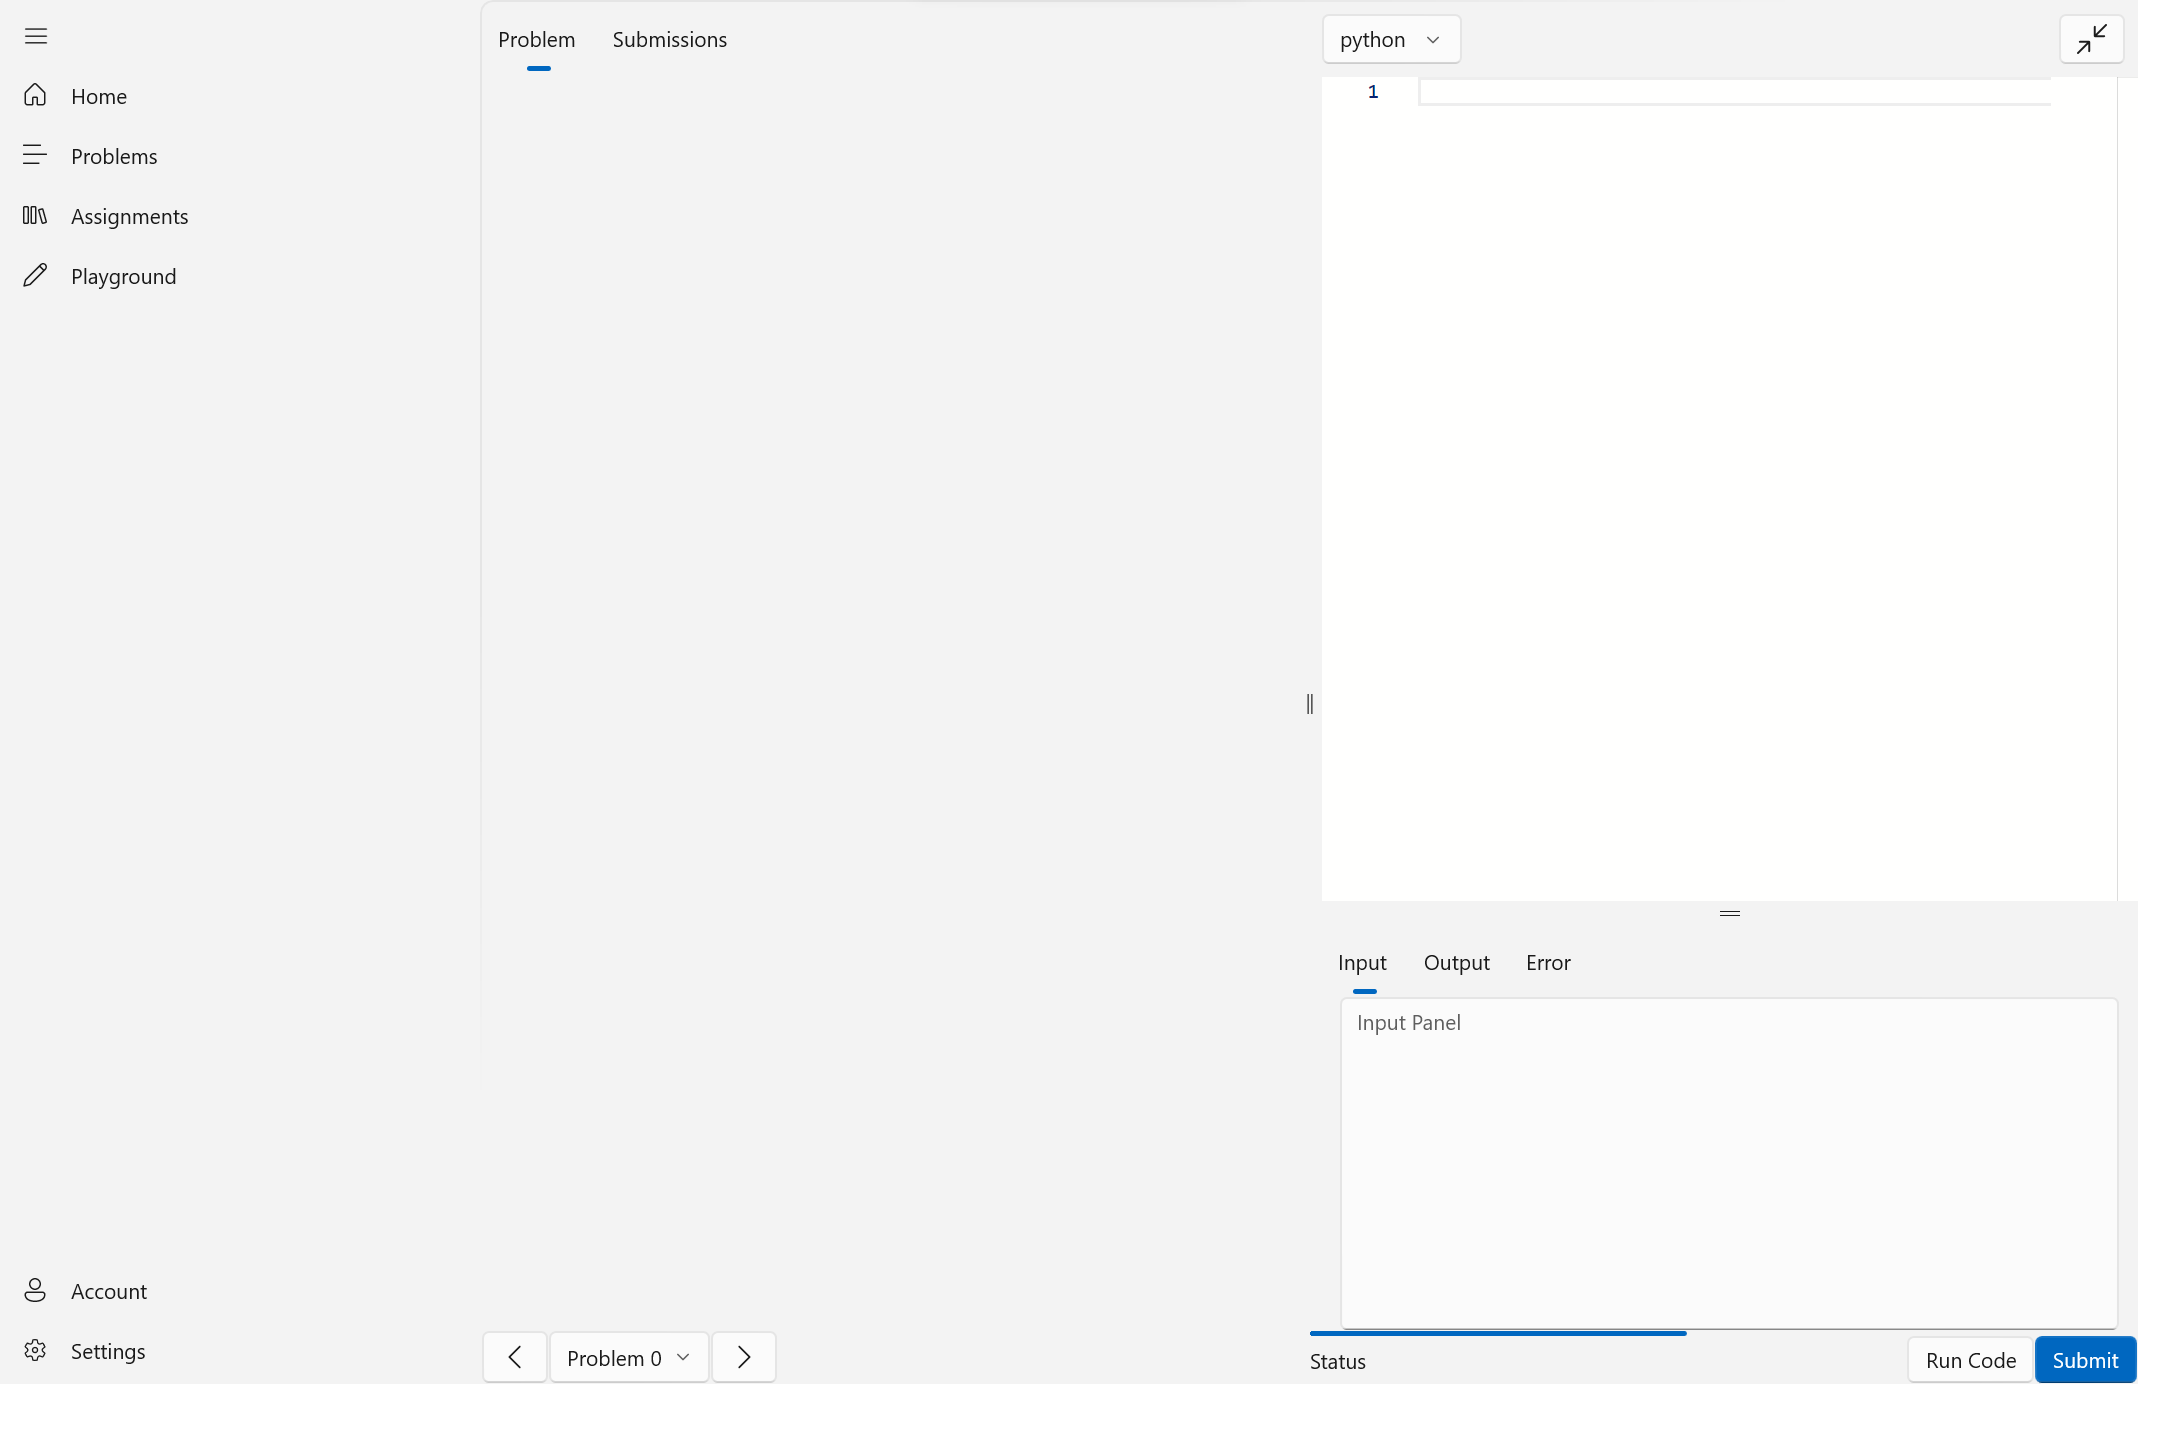 Home
Problems
Assignments
Playground
Account
Settings
Problem Submissions
Problem 0
python
1
Input Output Error
Input Panel
Status
Run Code Submit